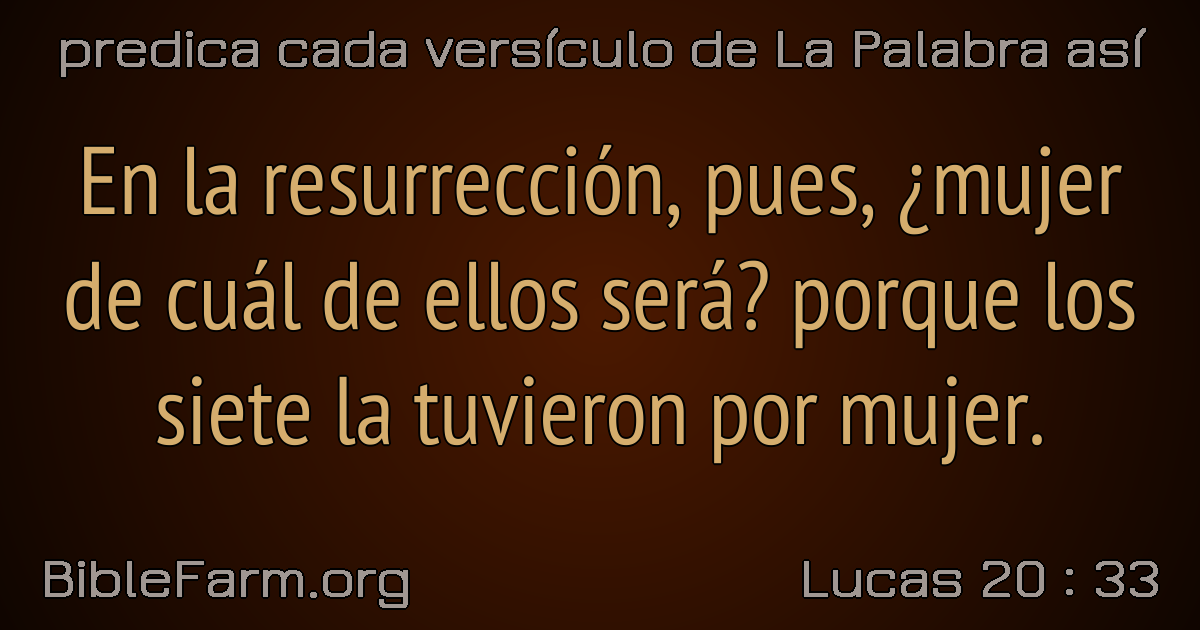 predica cada versículo de La Palabra así
En la resurrección, pues, ¿mujer
de cuál de ellos será? porque los
siete la tuvieron por mujer.
BibleFarm.org
Lucas 20 : 33